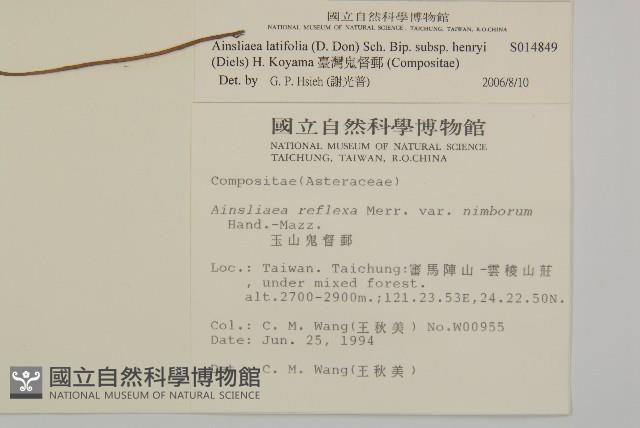 國立自然科學博物館
NATIONAL MUSEUM OF NATURAL SCIENCE, TAICHUNG, TAIWAN, R.O.CHINA
Ainsliaea latifolia (D. Don) Sch. Bip. subsp. henryi S014849
(Diels) H. Koyama 臺灣鬼督郵 (Compositae)
Det. by G. P. Hsieh (謝光普) 2006/8/10
國立自然科學博物館
NATIONAL MUSEUM OF NATURAL SCIENCE
TAICHUNG, TAIWAN, R.O.CHINA
Compositae(Asteraceae)
Ainsliaea reflexa Merr. var. nimborum
Hand.-Mazz.
玉山鬼督郵
Loc.: Taiwan. Taichung:審馬陣山-雲稜山莊
, under mixed forest.
alt.2700-2900m.;121.23.53E,24.22.50N.
Col.: C. M. Wang(王秋美) No.W00955
Date: Jun. 25, 1994
Det.: C. M. Wang(王秋美)
國立自然科學博物館
NATIONAL MUSEUM OF NATURAL SCIENCE